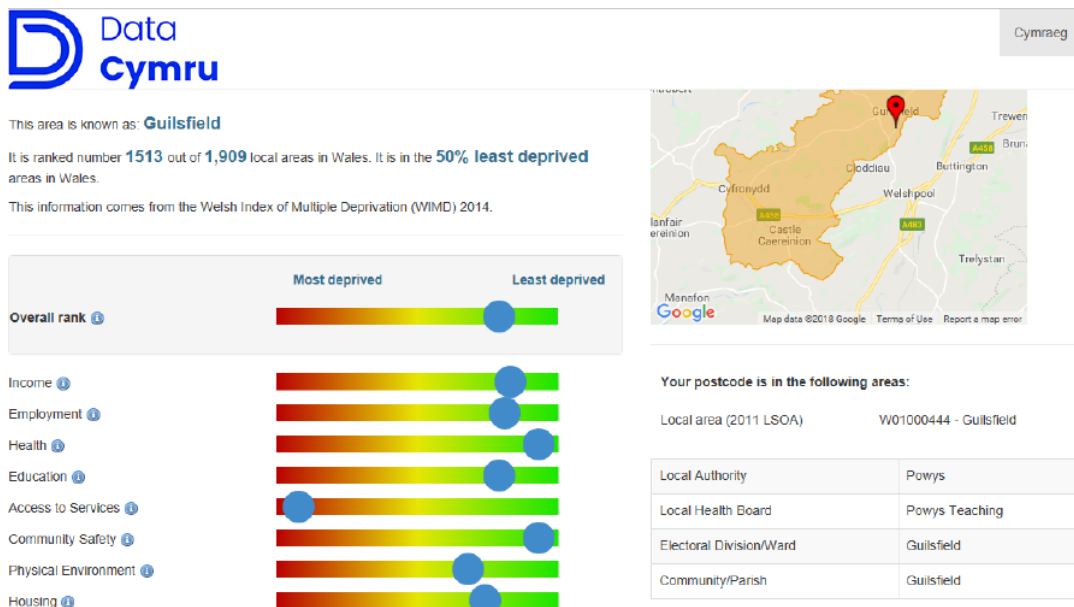 Data
Cymru
Cymraeg
This area is known as: Guilsfield
It is ranked number 1513 out of 1,909 local areas in Wales. It is in the 50% least deprived
areas in Wales.
This information comes from the Welsh Index of Multiple Deprivation (WIMD) 2014.
Most deprived Least deprived
Overall rank
Income
Employment
Health
Education
Access to Services
Community Safety
Physical Environment
Housing
Trewern
A458
Cloddiau
Buttington
Cyfronydd
Welshpool
A458
A483
Castle
Caereinion
Trelystan
Manafon
Google
Map data ©2018 Google Terms of Use Report a map error
Your postcode is in the following areas:
Local area (2011 LSOA) W01000444 - Guilsfield
Local Authority Powys
Local Health Board Powys Teaching
Electoral Division/Ward Guilsfield
Community/Parish Guilsfield